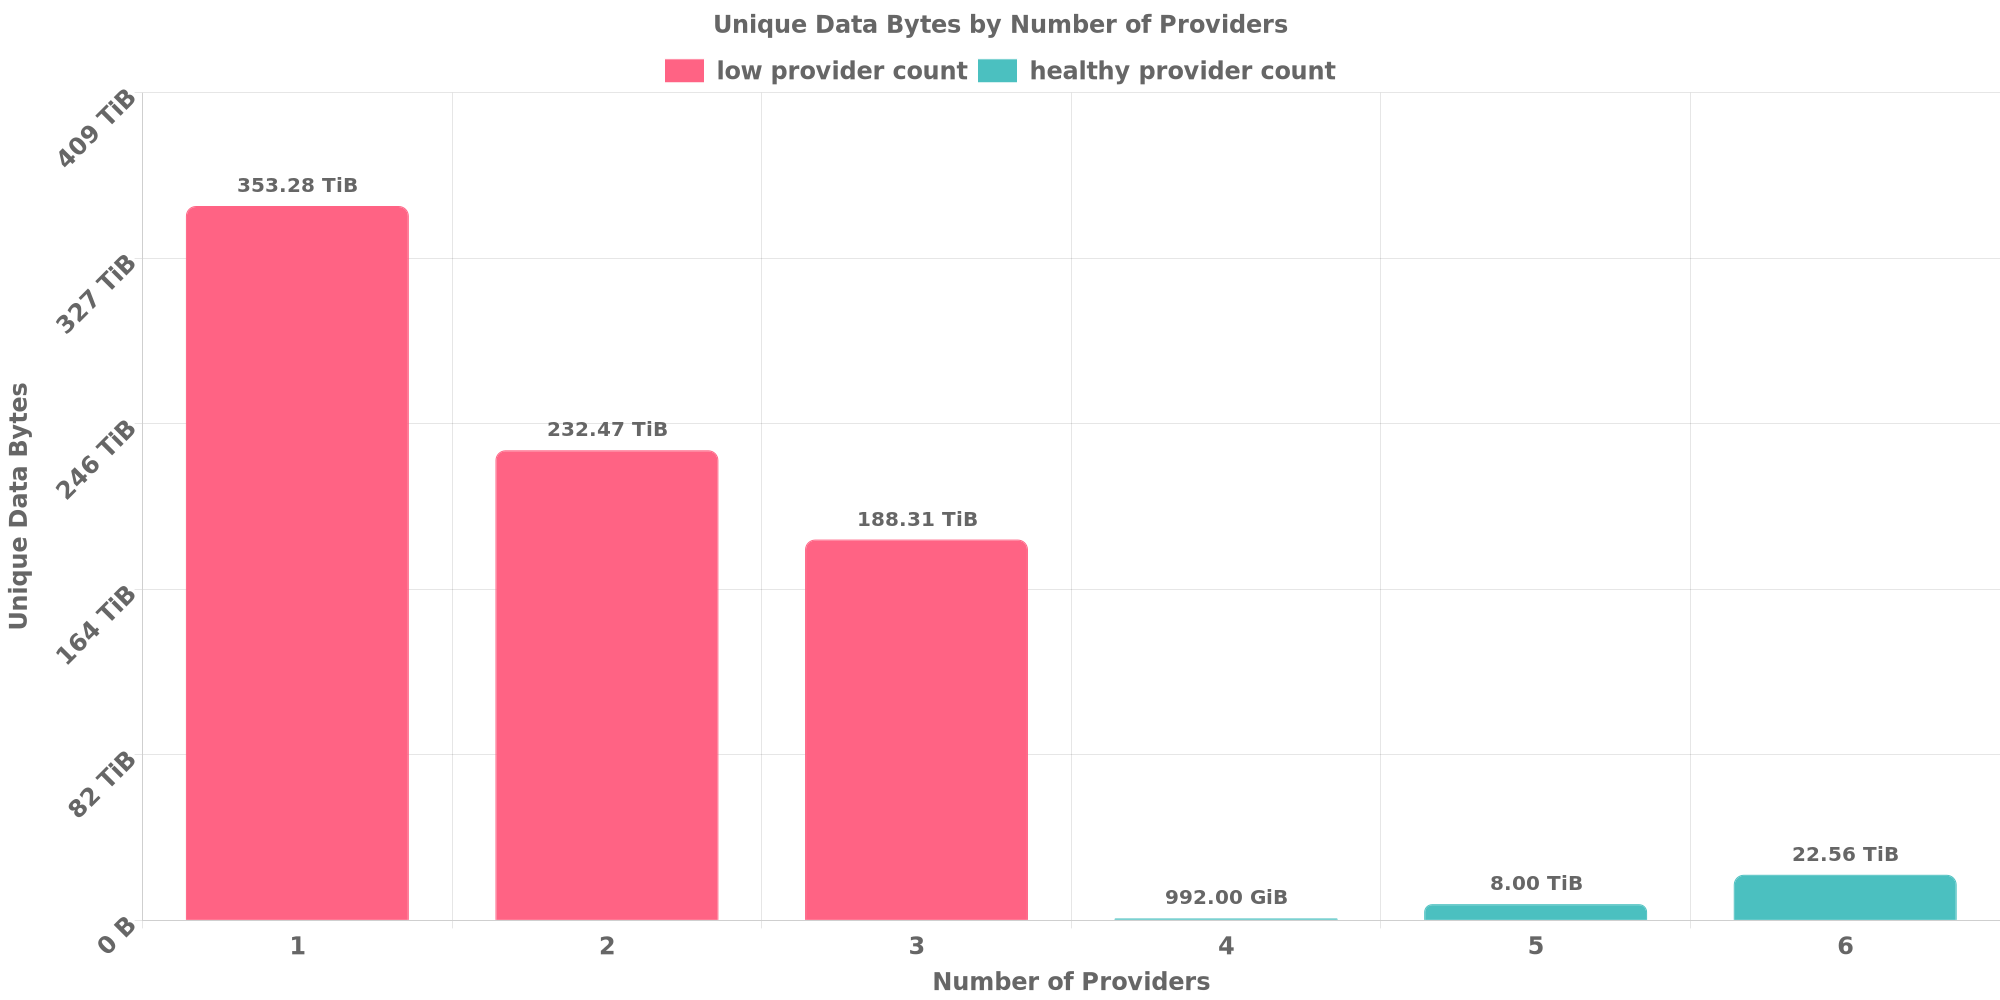 Unique Data Bytes by Number of Providers
low provider count healthy provider count
409 TiB
327 TiB
246 TiB
164 TiB
82 TiB
0 B
Unique Data Bytes
353.28 TiB
232.47 TiB
188.31 TiB
992.00 GiB
8.00 TiB
22.56 TiB
1 2 3 4 5 6
Number of Providers